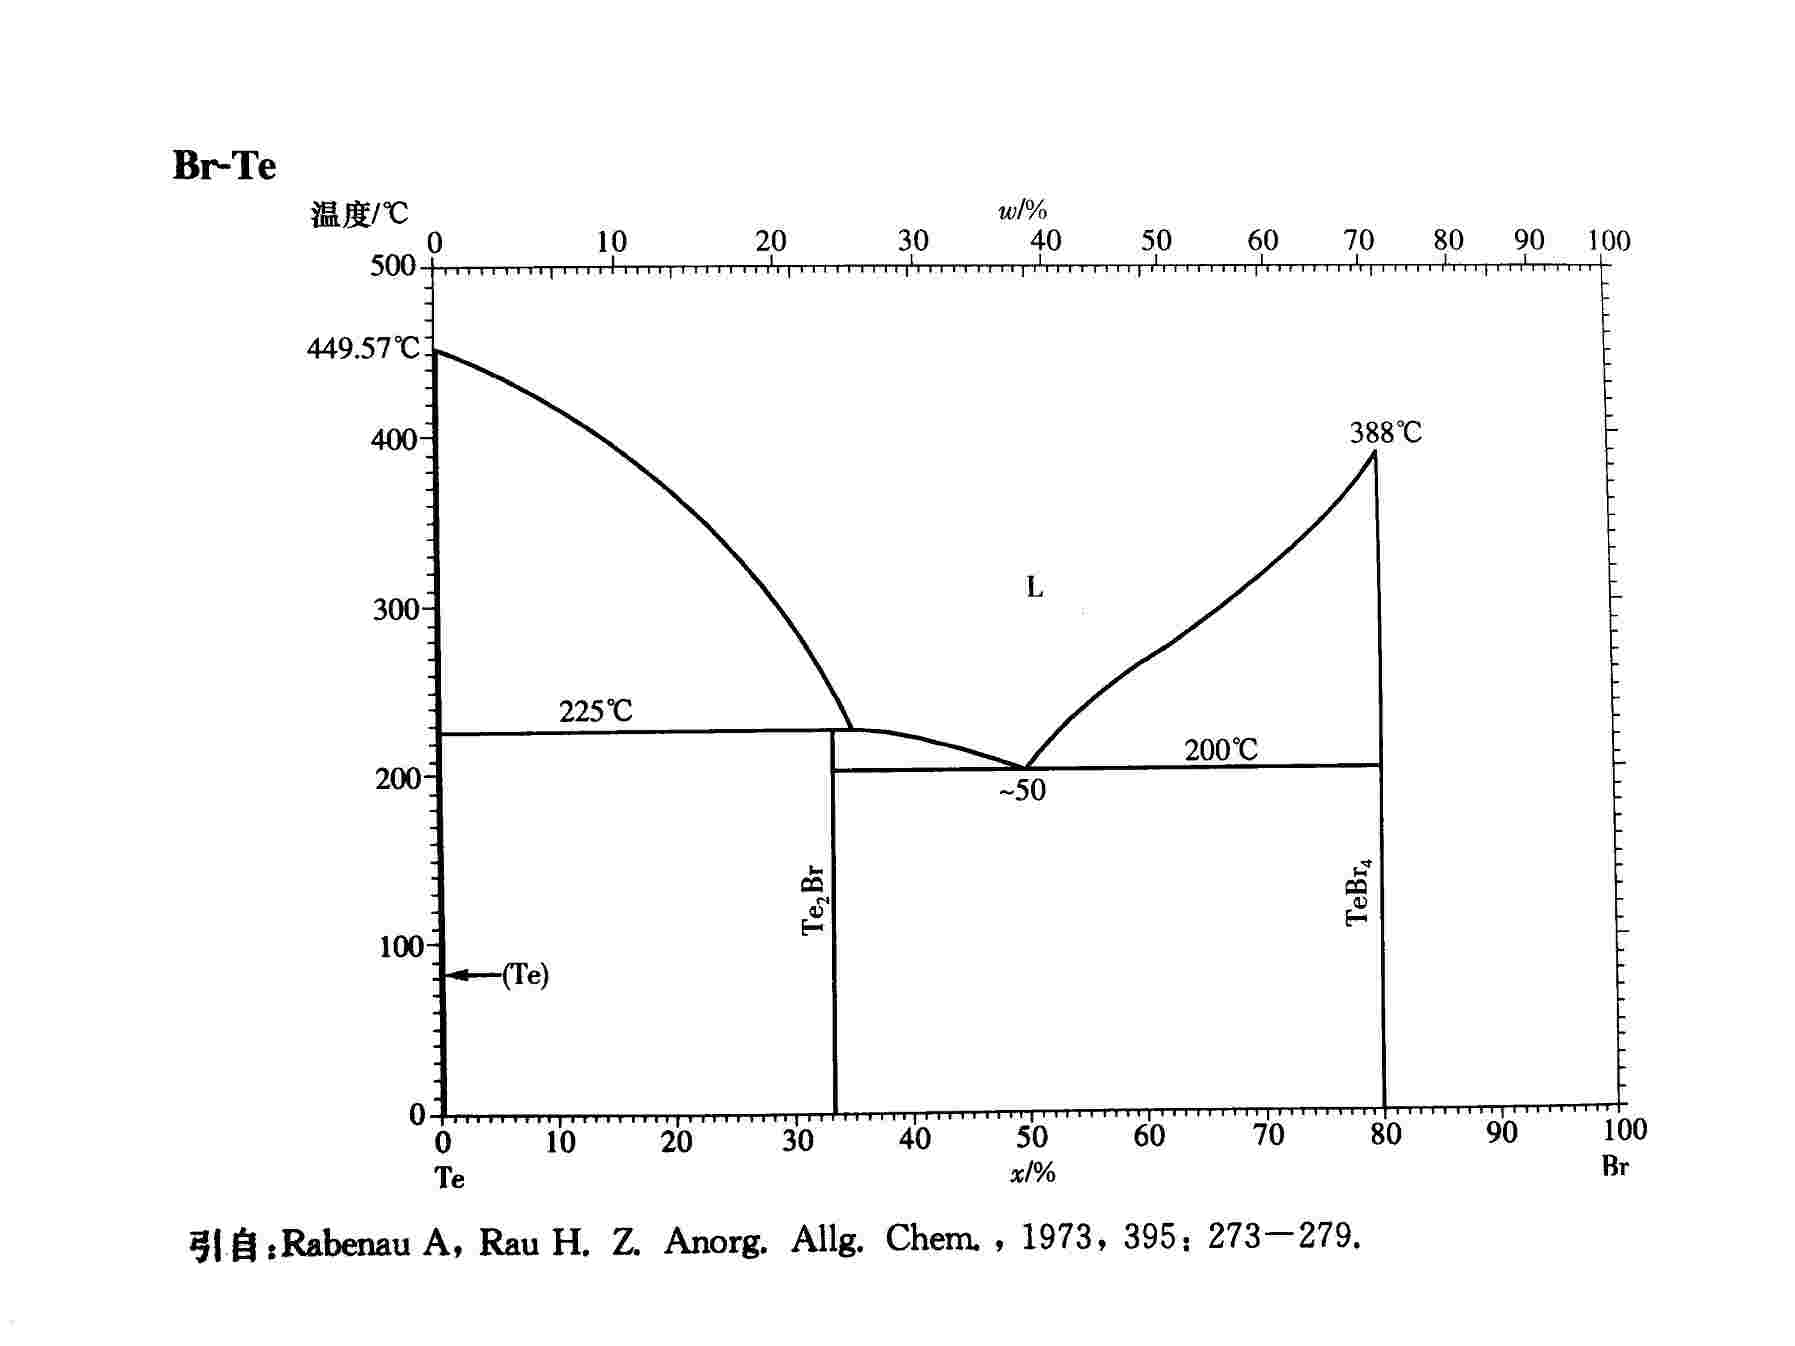 Br-Te
温度/℃
w/%
0 10 20 30 40 50 60 70 80 90 100
500
449.57℃
400
388℃
L
300
225℃
200℃
200
~50
Te₂Br
TeBr₄
100
(Te)
0
0 10 20 30 40 50 60 70 80 90 100
Te x/% Br
引自:Rabenau A, Rau H. Z. Anorg. Allg. Chem., 1973, 395: 273—279.